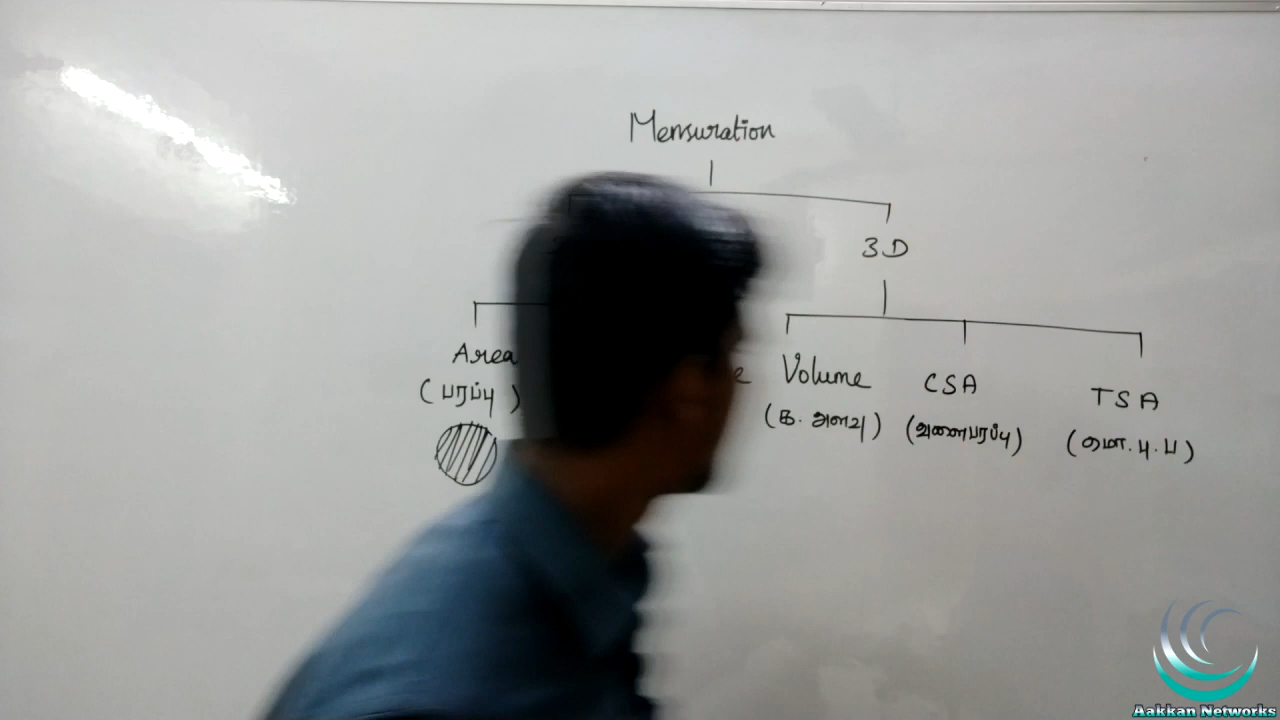 Mensuration
3D
Area
(பரப்பு)
Volume
(க. அளவு)
CSA
(வளைபரப்பு)
TSA
(மொ. பு. ப)
Aakkan Networks